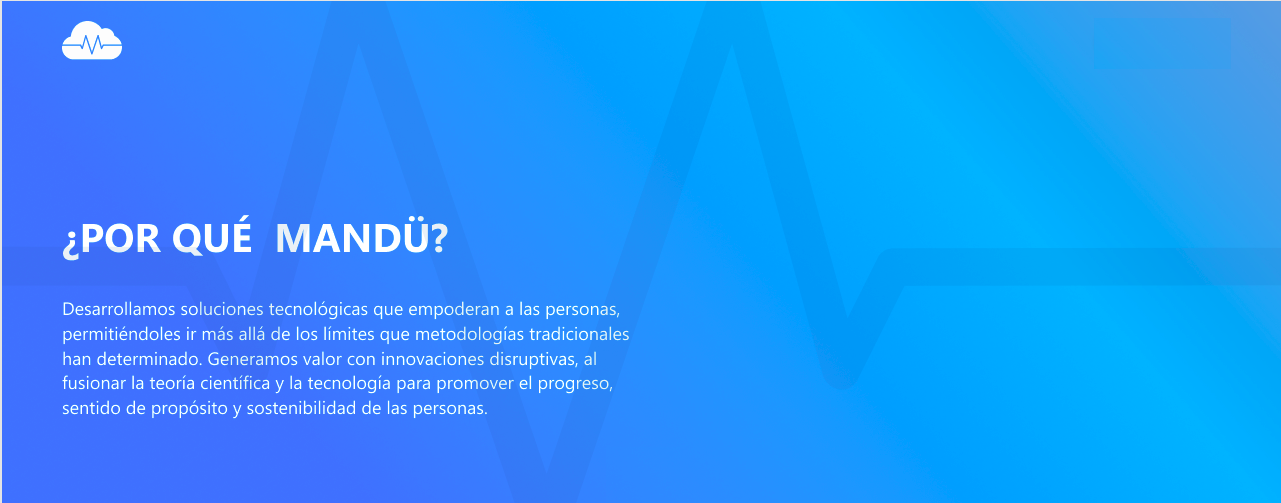 ¿POR QUÉ MANDÜ?
Desarrollamos soluciones tecnológicas que empoderan a las personas,
permitiéndoles ir más allá de los límites que metodologías tradicionales
han determinado. Generamos valor con innovaciones disruptivas, al
fusionar la teoría científica y la tecnología para promover el progreso,
sentido de propósito y sostenibilidad de las personas.